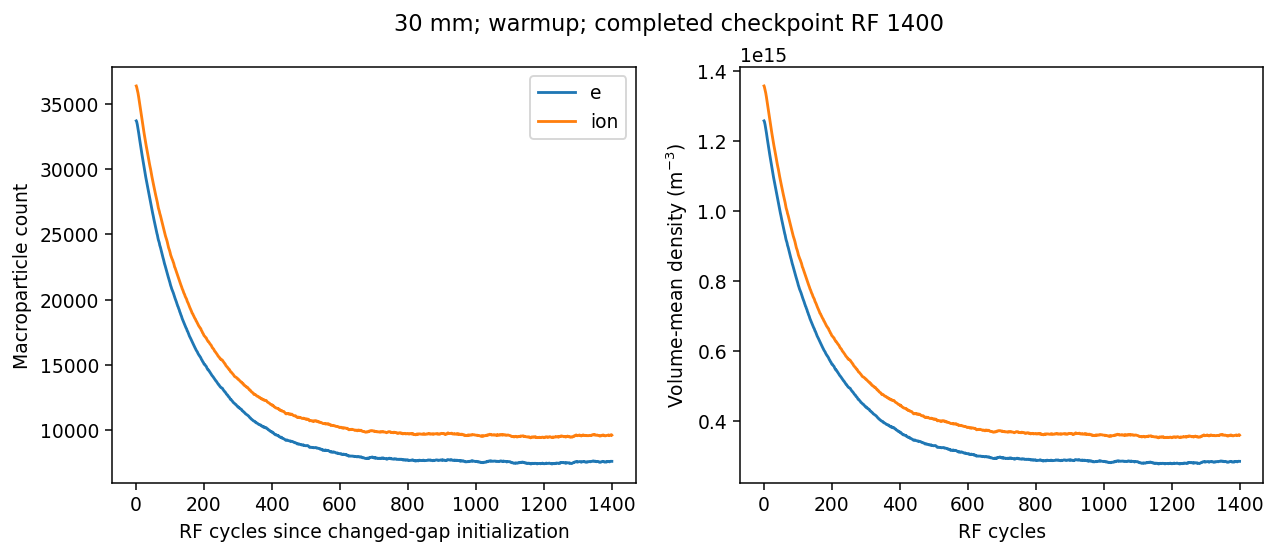 30 mm; warmup; completed checkpoint RF 1400
Macroparticle count
35000
30000
25000
20000
15000
10000
0 200 400 600 800 1000 1200 1400
RF cycles since changed-gap initialization
e
ion
1e15
Volume-mean density (m⁻³)
1.4
1.2
1.0
0.8
0.6
0.4
0 200 400 600 800 1000 1200 1400
RF cycles